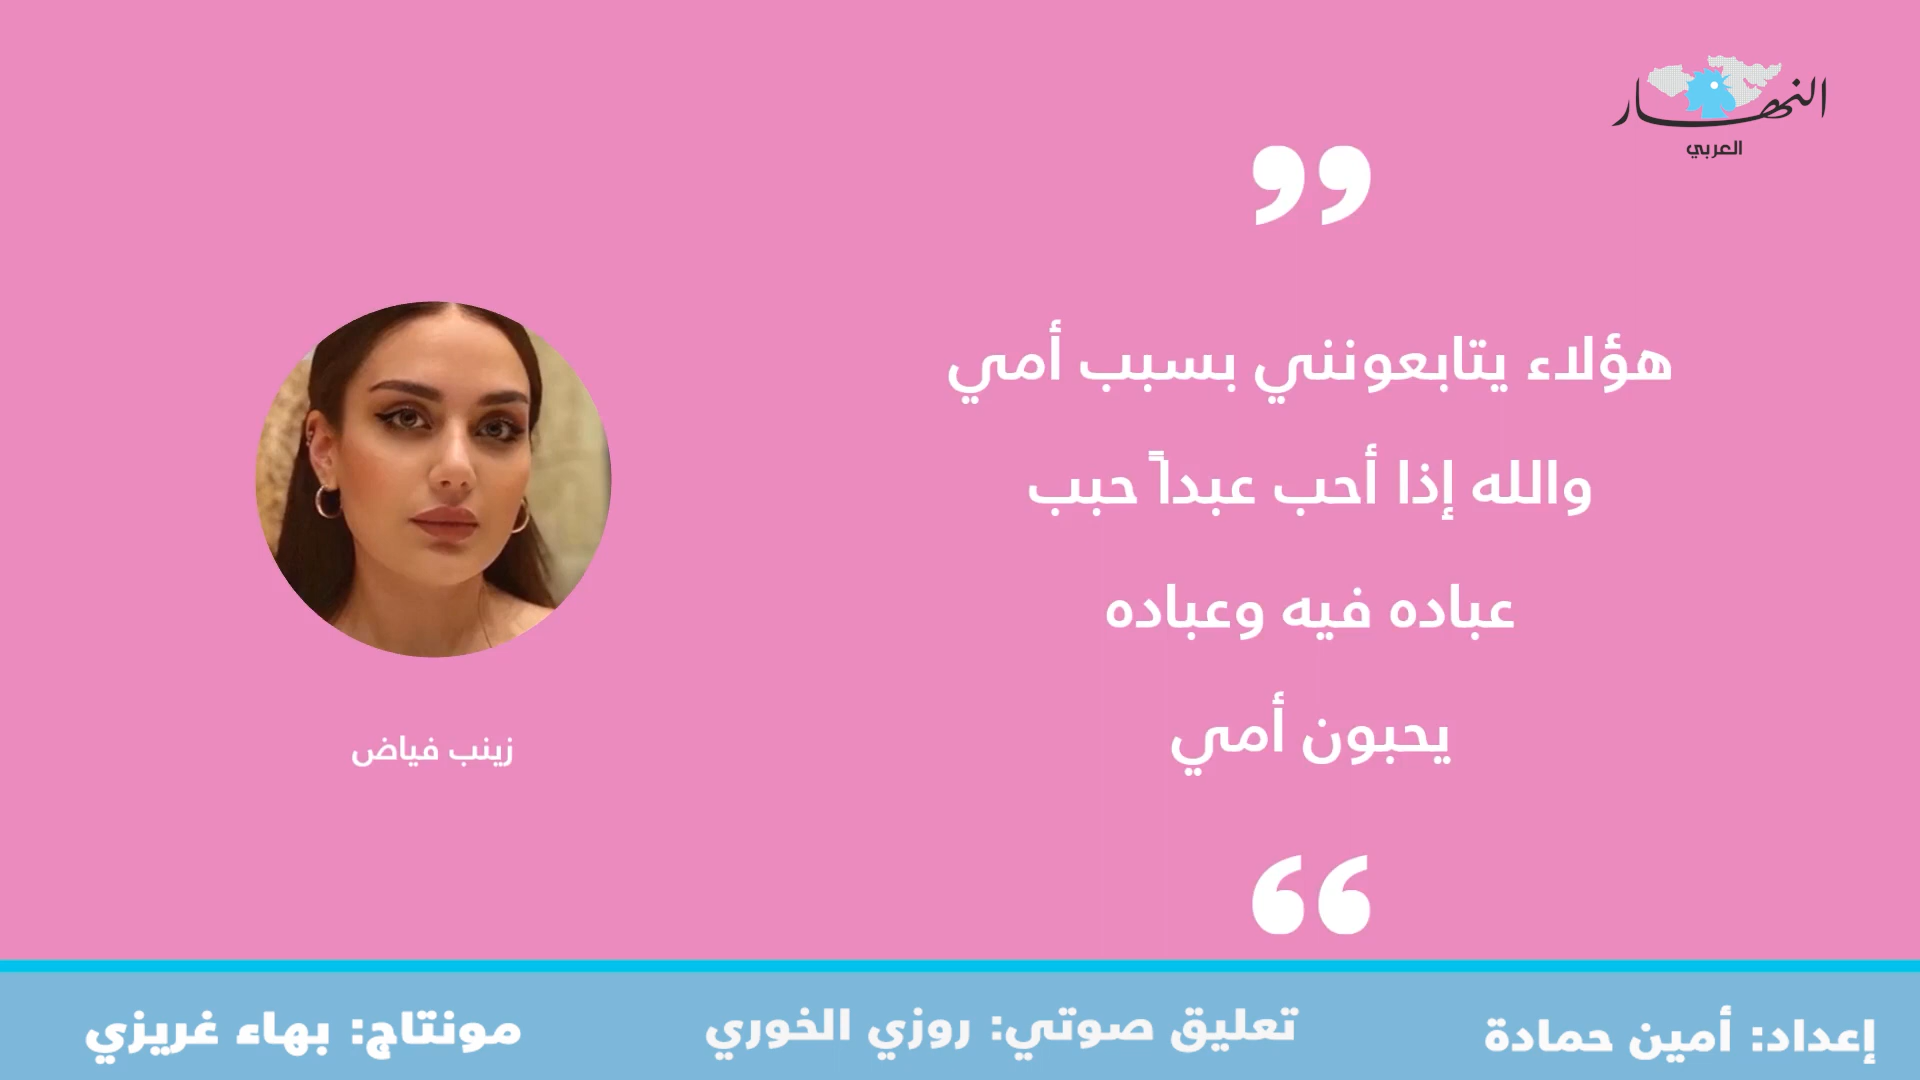 النهار
العربي
”
هؤلاء يتابعونني بسبب أمي
والله إذا أحب عبداً حبب
عباده فيه وعباده
يحبون أمي
“
زينب فياض
إعداد: أمين حمادة
تعليق صوتي: روزي الخوري
مونتاج: بهاء غريزي